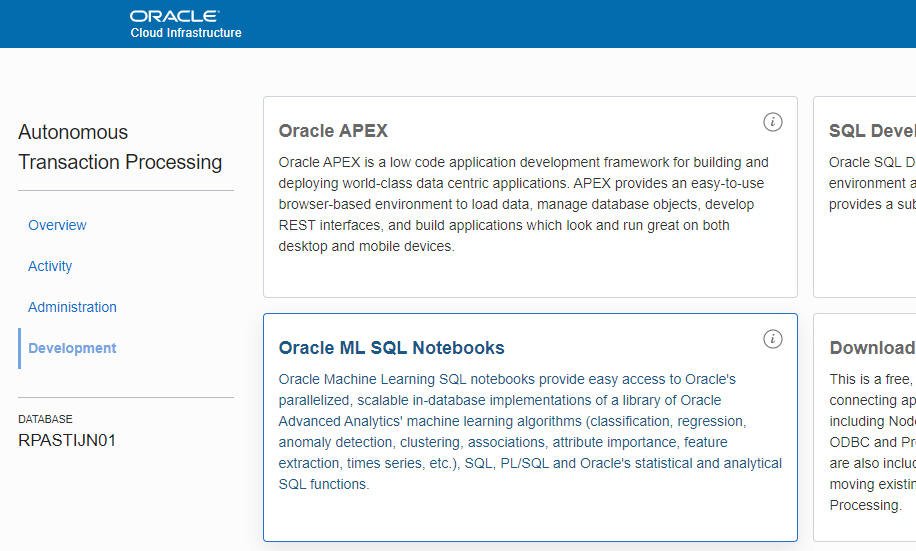 ORACLE
Cloud Infrastructure
Autonomous
Transaction Processing
Overview
Activity
Administration
Development
DATABASE
RPASTIJN01
Oracle APEX
Oracle APEX is a low code application development framework for building and
deploying world-class data centric applications. APEX provides an easy-to-use
browser-based environment to load data, manage database objects, develop
REST interfaces, and build applications which look and run great on both
desktop and mobile devices.
SQL Devel
Oracle SQL D
environment a
provides a sub
Oracle ML SQL Notebooks
Oracle Machine Learning SQL notebooks provide easy access to Oracle's
parallelized, scalable in-database implementations of a library of Oracle
Advanced Analytics' machine learning algorithms (classification, regression,
anomaly detection, clustering, associations, attribute importance, feature
extraction, times series, etc.), SQL, PL/SQL and Oracle's statistical and analytical
SQL functions.
Download
This is a free,
connecting ap
including Node
ODBC and Pr
are also includ
moving existin
Processing.